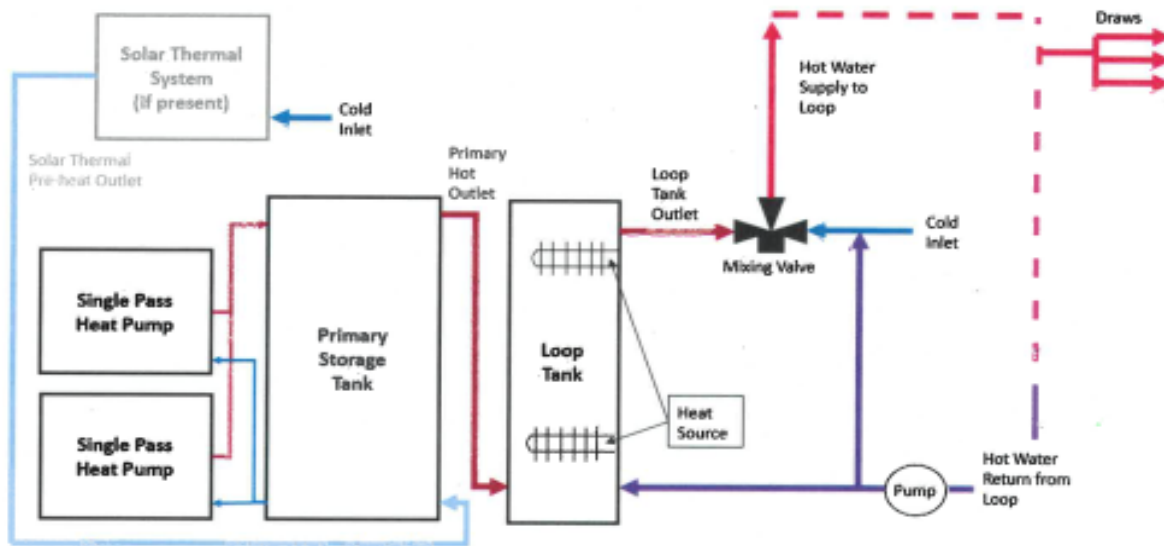 Solar Thermal
System
(if present)
Cold
Inlet
Solar Thermal
Pre-heat Outlet
Primary
Hot
Outlet
Hot Water
Supply to
Loop
Draws
Loop
Tank
Outlet
Cold
Inlet
Mixing Valve
Single Pass
Heat Pump
Primary
Storage
Tank
Loop
Tank
Single Pass
Heat Pump
Heat
Source
Pump
Hot Water
Return from
Loop